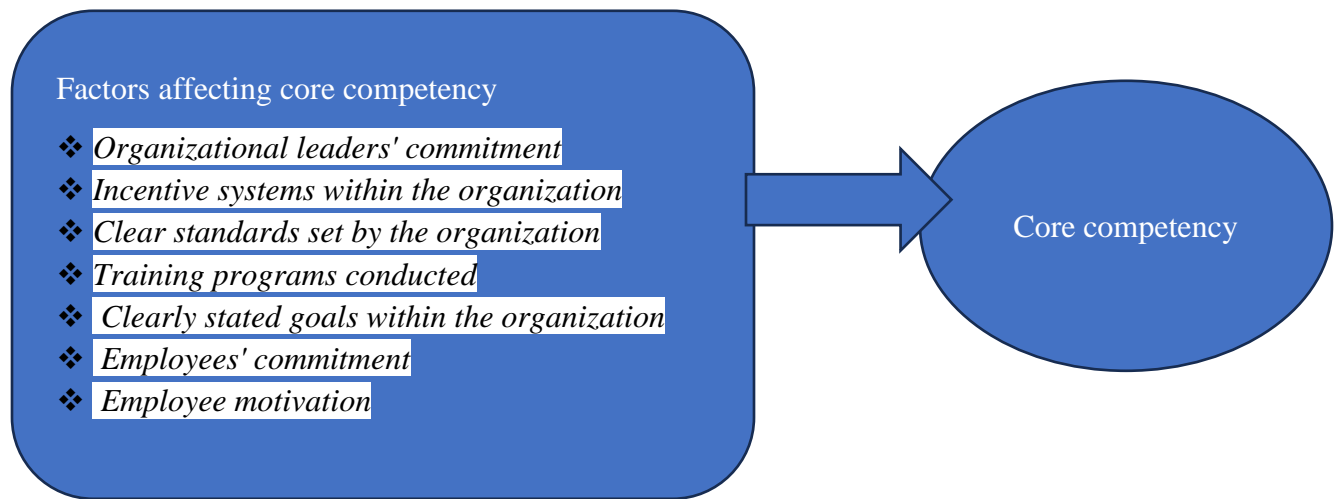 Factors affecting core competency
❖ Organizational leaders' commitment
❖ Incentive systems within the organization
❖ Clear standards set by the organization
❖ Training programs conducted
❖ Clearly stated goals within the organization
❖ Employees' commitment
❖ Employee motivation
Core competency